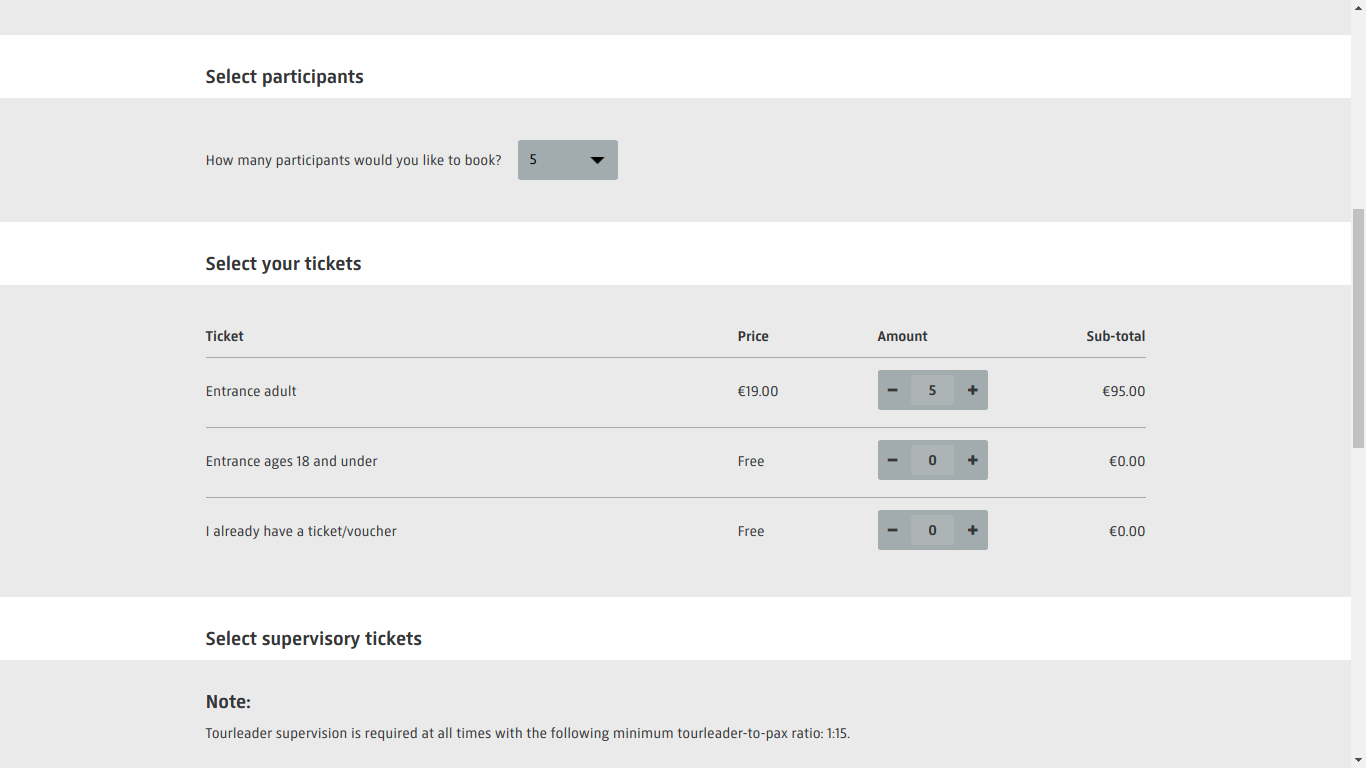 Select participants
How many participants would you like to book? 5
Select your tickets
Ticket Price Amount Sub-total
Entrance adult €19.00 − 5 + €95.00
Entrance ages 18 and under Free − 0 + €0.00
I already have a ticket/voucher Free − 0 + €0.00
Select supervisory tickets
Note:
Tourleader supervision is required at all times with the following minimum tourleader-to-pax ratio: 1:15.